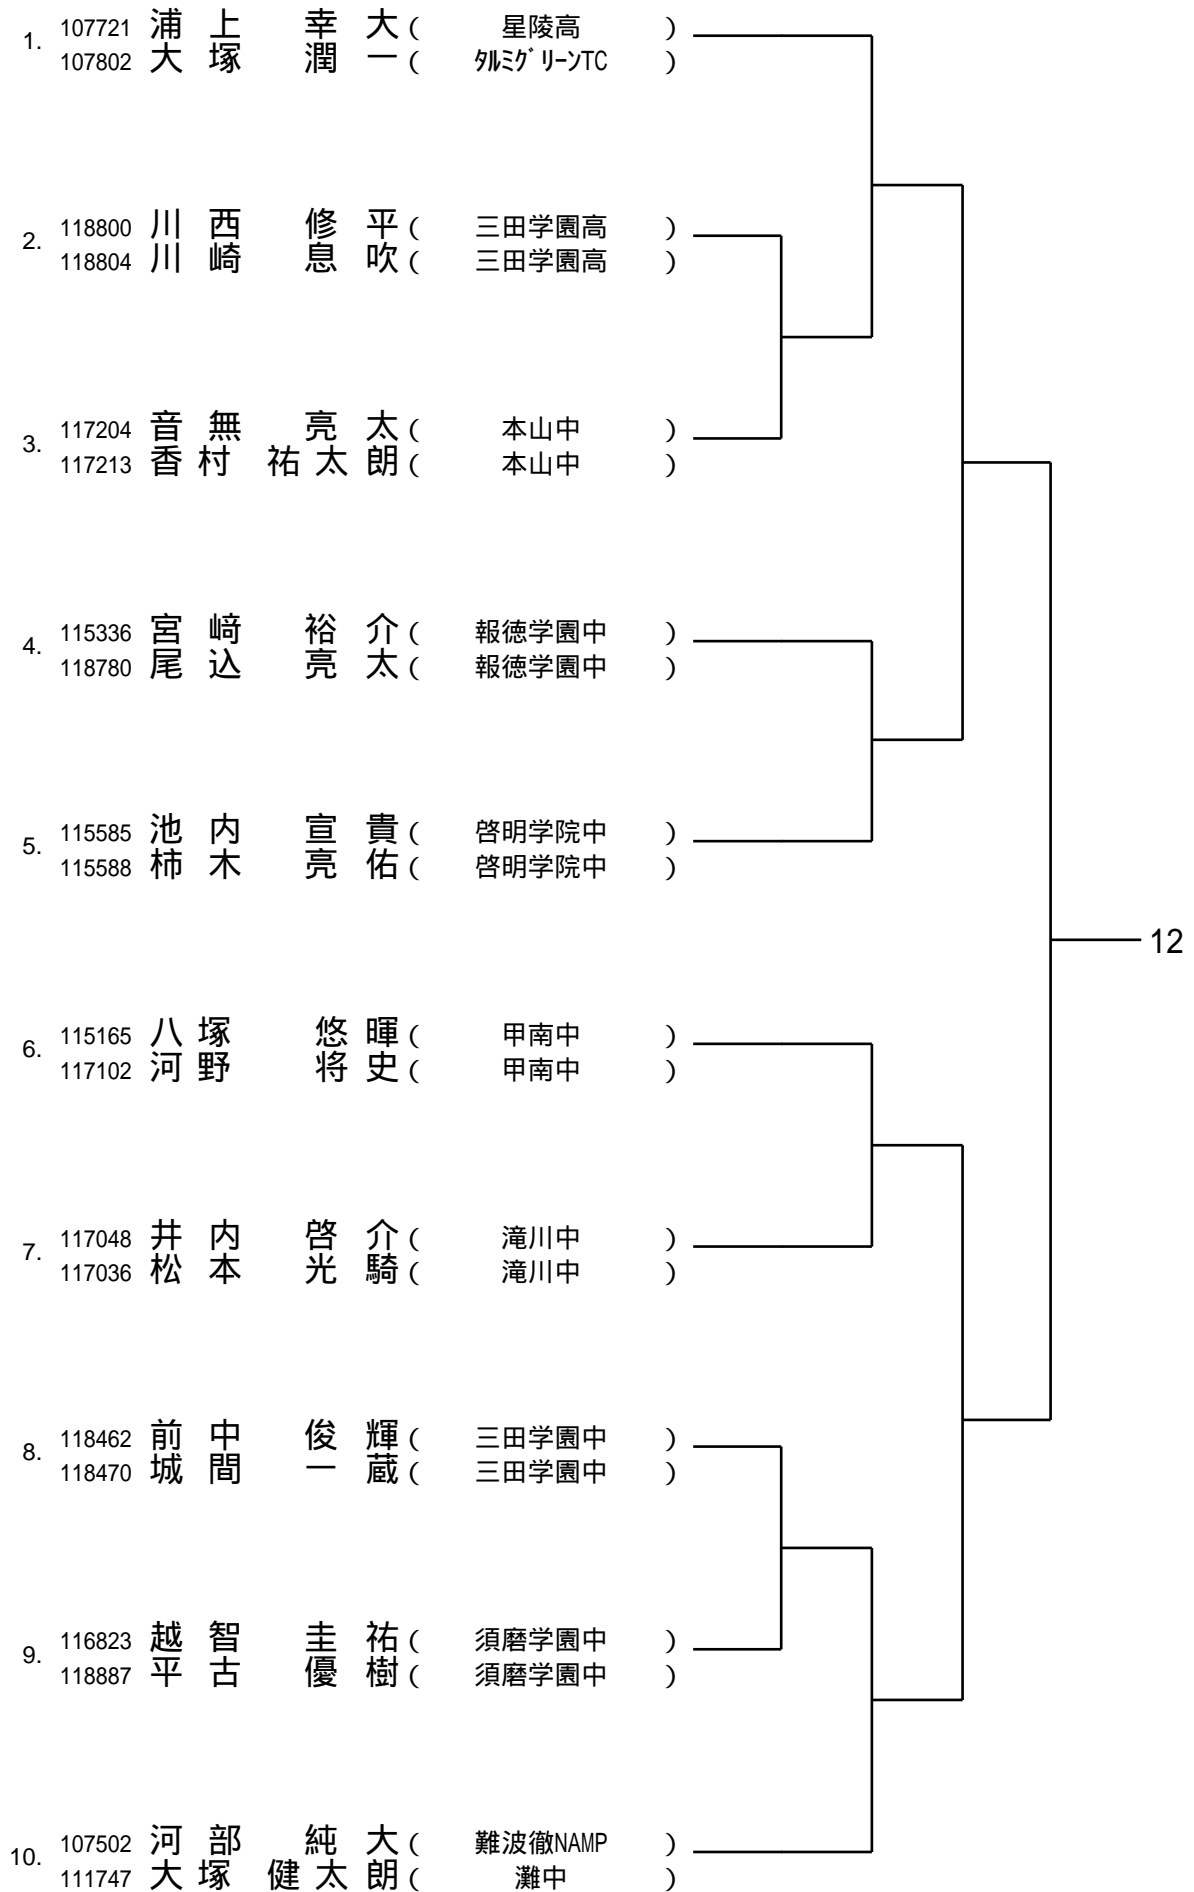 1. 107721 浦上 幸大 ( 星陵高 )
107802 大塚 潤一 ( ﾀﾙﾐｸﾞﾘｰﾝTC )
2. 118800 川西 修平 ( 三田学園高 )
118804 川崎 息吹 ( 三田学園高 )
3. 117204 音無 亮太 ( 本山中 )
117213 香村 祐太朗 ( 本山中 )
4. 115336 宮﨑 裕介 ( 報徳学園中 )
118780 尾込 亮太 ( 報徳学園中 )
5. 115585 池内 宣貴 ( 啓明学院中 )
115588 柿木 亮佑 ( 啓明学院中 )
12
6. 115165 八塚 悠暉 ( 甲南中 )
117102 河野 将史 ( 甲南中 )
7. 117048 井内 啓介 ( 滝川中 )
117036 松本 光騎 ( 滝川中 )
8. 118462 前中 俊輝 ( 三田学園中 )
118470 城間 一蔵 ( 三田学園中 )
9. 116823 越智 圭祐 ( 須磨学園中 )
118887 平古 優樹 ( 須磨学園中 )
10. 107502 河部 純大 ( 難波徹NAMP )
111747 大塚 健太朗 ( 灘中 )